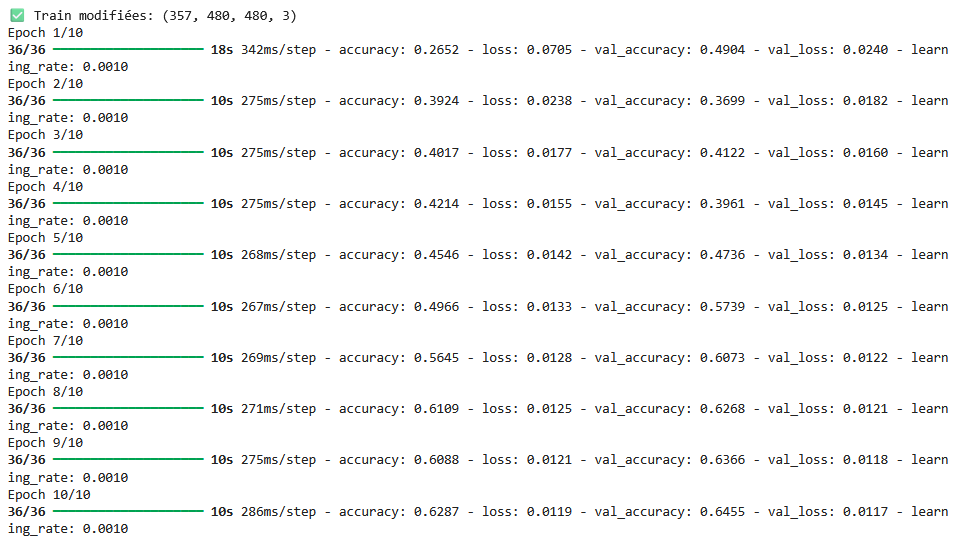 ✅ Train modifiées: (357, 480, 480, 3)
Epoch 1/10
36/36 ━━━━━━━━━━━━━━━━━━━━ 18s 342ms/step - accuracy: 0.2652 - loss: 0.0705 - val_accuracy: 0.4904 - val_loss: 0.0240 - learn
ing_rate: 0.0010
Epoch 2/10
36/36 ━━━━━━━━━━━━━━━━━━━━ 10s 275ms/step - accuracy: 0.3924 - loss: 0.0238 - val_accuracy: 0.3699 - val_loss: 0.0182 - learn
ing_rate: 0.0010
Epoch 3/10
36/36 ━━━━━━━━━━━━━━━━━━━━ 10s 275ms/step - accuracy: 0.4017 - loss: 0.0177 - val_accuracy: 0.4122 - val_loss: 0.0160 - learn
ing_rate: 0.0010
Epoch 4/10
36/36 ━━━━━━━━━━━━━━━━━━━━ 10s 275ms/step - accuracy: 0.4214 - loss: 0.0155 - val_accuracy: 0.3961 - val_loss: 0.0145 - learn
ing_rate: 0.0010
Epoch 5/10
36/36 ━━━━━━━━━━━━━━━━━━━━ 10s 268ms/step - accuracy: 0.4546 - loss: 0.0142 - val_accuracy: 0.4736 - val_loss: 0.0134 - learn
ing_rate: 0.0010
Epoch 6/10
36/36 ━━━━━━━━━━━━━━━━━━━━ 10s 267ms/step - accuracy: 0.4966 - loss: 0.0133 - val_accuracy: 0.5739 - val_loss: 0.0125 - learn
ing_rate: 0.0010
Epoch 7/10
36/36 ━━━━━━━━━━━━━━━━━━━━ 10s 269ms/step - accuracy: 0.5645 - loss: 0.0128 - val_accuracy: 0.6073 - val_loss: 0.0122 - learn
ing_rate: 0.0010
Epoch 8/10
36/36 ━━━━━━━━━━━━━━━━━━━━ 10s 271ms/step - accuracy: 0.6109 - loss: 0.0125 - val_accuracy: 0.6268 - val_loss: 0.0121 - learn
ing_rate: 0.0010
Epoch 9/10
36/36 ━━━━━━━━━━━━━━━━━━━━ 10s 275ms/step - accuracy: 0.6088 - loss: 0.0121 - val_accuracy: 0.6366 - val_loss: 0.0118 - learn
ing_rate: 0.0010
Epoch 10/10
36/36 ━━━━━━━━━━━━━━━━━━━━ 10s 286ms/step - accuracy: 0.6287 - loss: 0.0119 - val_accuracy: 0.6455 - val_loss: 0.0117 - learn
ing_rate: 0.0010